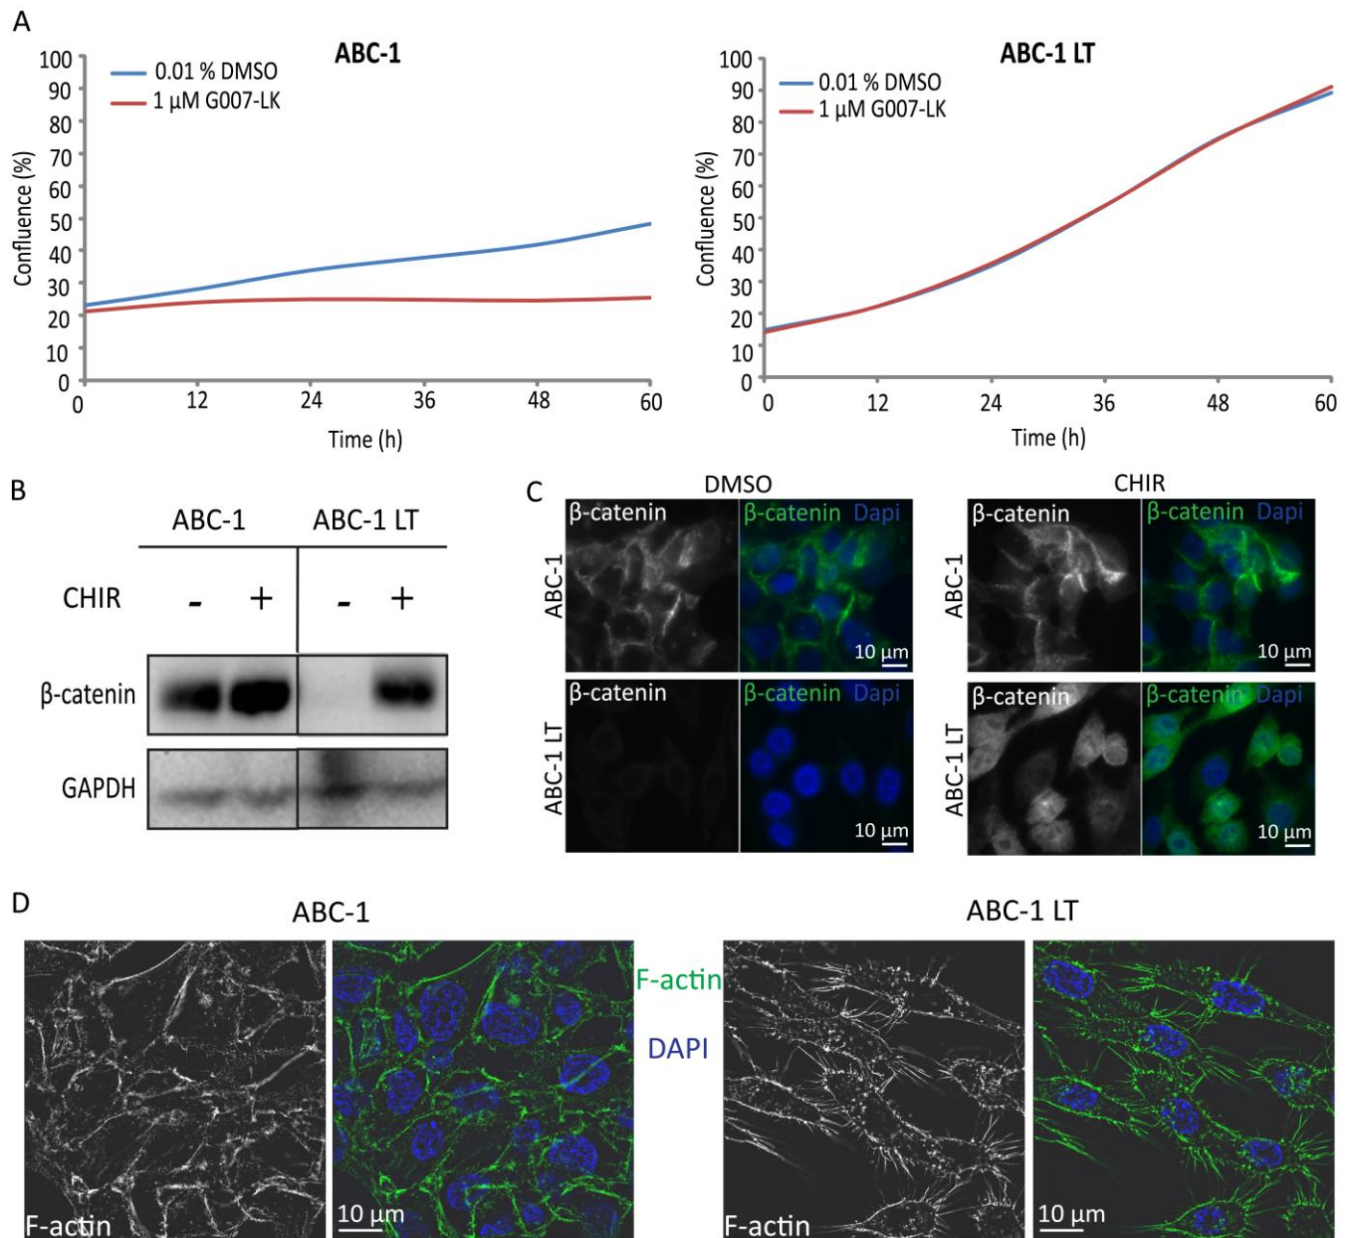 A
ABC-1
0.01 % DMSO
1 µM G007-LK
Confluence (%)
100
90
80
70
60
50
40
30
20
10
0
0 12 24 36 48 60
Time (h)
ABC-1 LT
0.01 % DMSO
1 µM G007-LK
Confluence (%)
100
90
80
70
60
50
40
30
20
10
0
0 12 24 36 48 60
Time (h)
B
ABC-1 ABC-1 LT
CHIR - + - +
β-catenin
GAPDH
C
DMSO
CHIR
ABC-1
β-catenin
β-catenin Dapi
10 µm
ABC-1
β-catenin
β-catenin Dapi
10 µm
ABC-1 LT
β-catenin
β-catenin Dapi
10 µm
ABC-1 LT
β-catenin
β-catenin Dapi
10 µm
D
ABC-1
F-actin
10 µm
F-actin
DAPI
ABC-1 LT
F-actin
10 µm